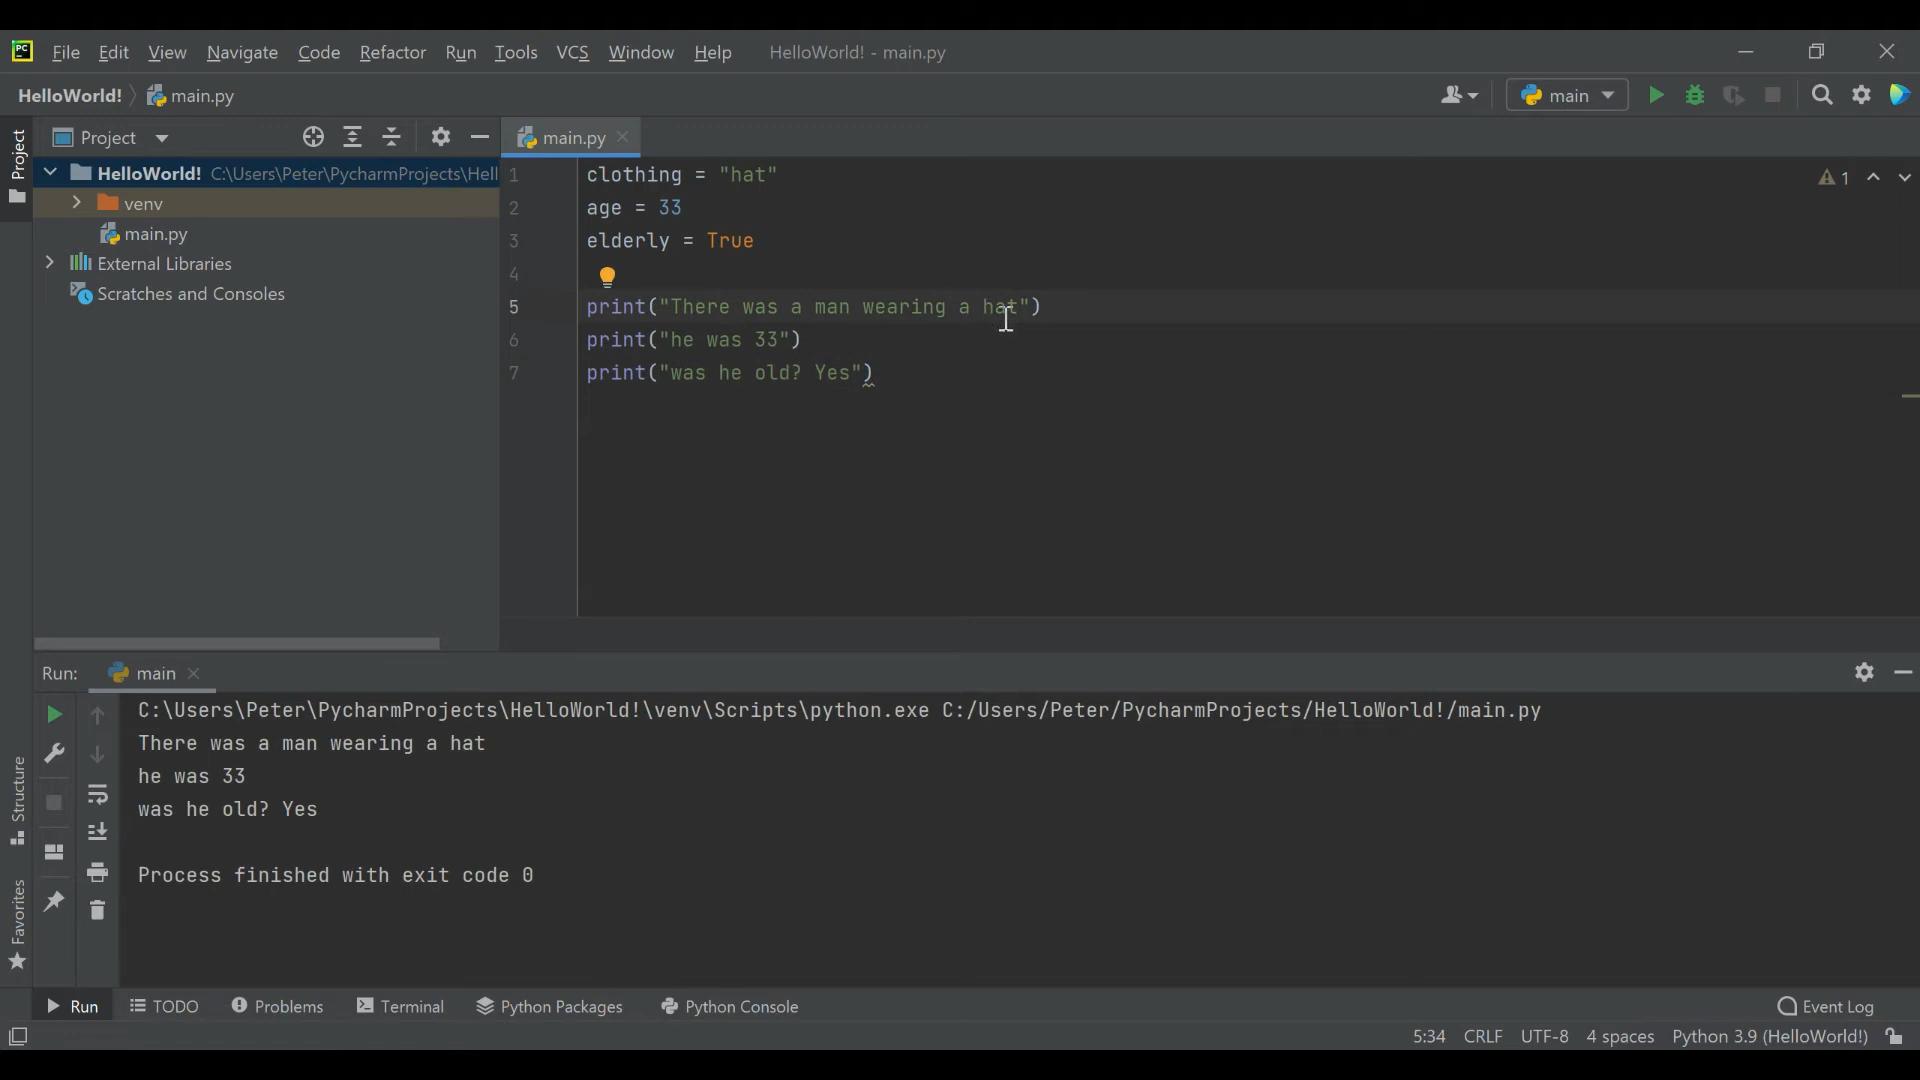 PC File Edit View Navigate Code Refactor Run Tools VCS Window Help HelloWorld! - main.py
HelloWorld! main.py main
Project main.py
Project
HelloWorld! C:\Users\Peter\PycharmProjects\Hell
venv
main.py
External Libraries
Scratches and Consoles
1 clothing = "hat"
2 age = 33
3 elderly = True
4
5 print("There was a man wearing a hat")
6 print("he was 33")
7 print("was he old? Yes")
1
Run: main
C:\Users\Peter\PycharmProjects\HelloWorld!\venv\Scripts\python.exe C:/Users/Peter/PycharmProjects/HelloWorld!/main.py
There was a man wearing a hat
he was 33
was he old? Yes
Process finished with exit code 0
Structure
Favorites
Run TODO Problems Terminal Python Packages Python Console Event Log
5:34 CRLF UTF-8 4 spaces Python 3.9 (HelloWorld!)